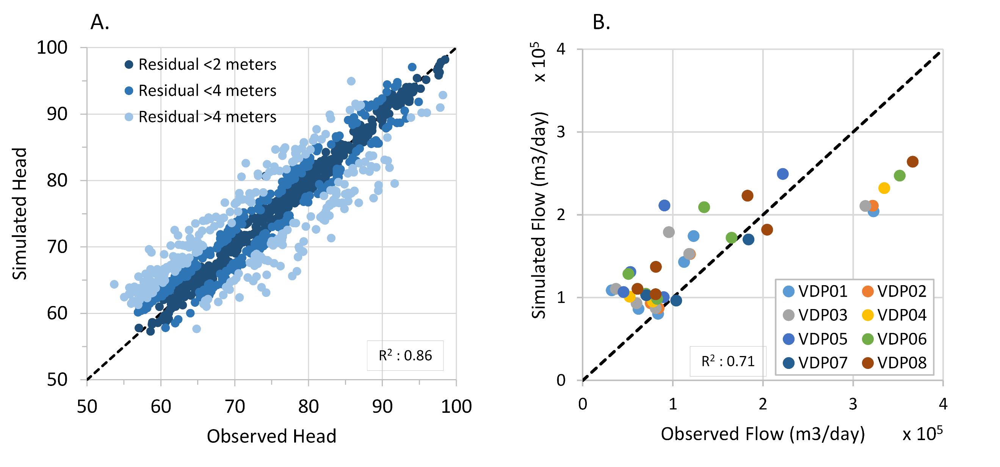 A.
Simulated Head
100
90
80
70
60
50
Residual <2 meters
Residual <4 meters
Residual >4 meters
R² : 0.86
50 60 70 80 90 100
Observed Head
B.
Simulated Flow (m3/day) x 10⁵
4
3
2
1
0
R² : 0.71
VDP01 VDP02
VDP03 VDP04
VDP05 VDP06
VDP07 VDP08
0 1 2 3 4
Observed Flow (m3/day) x 10⁵